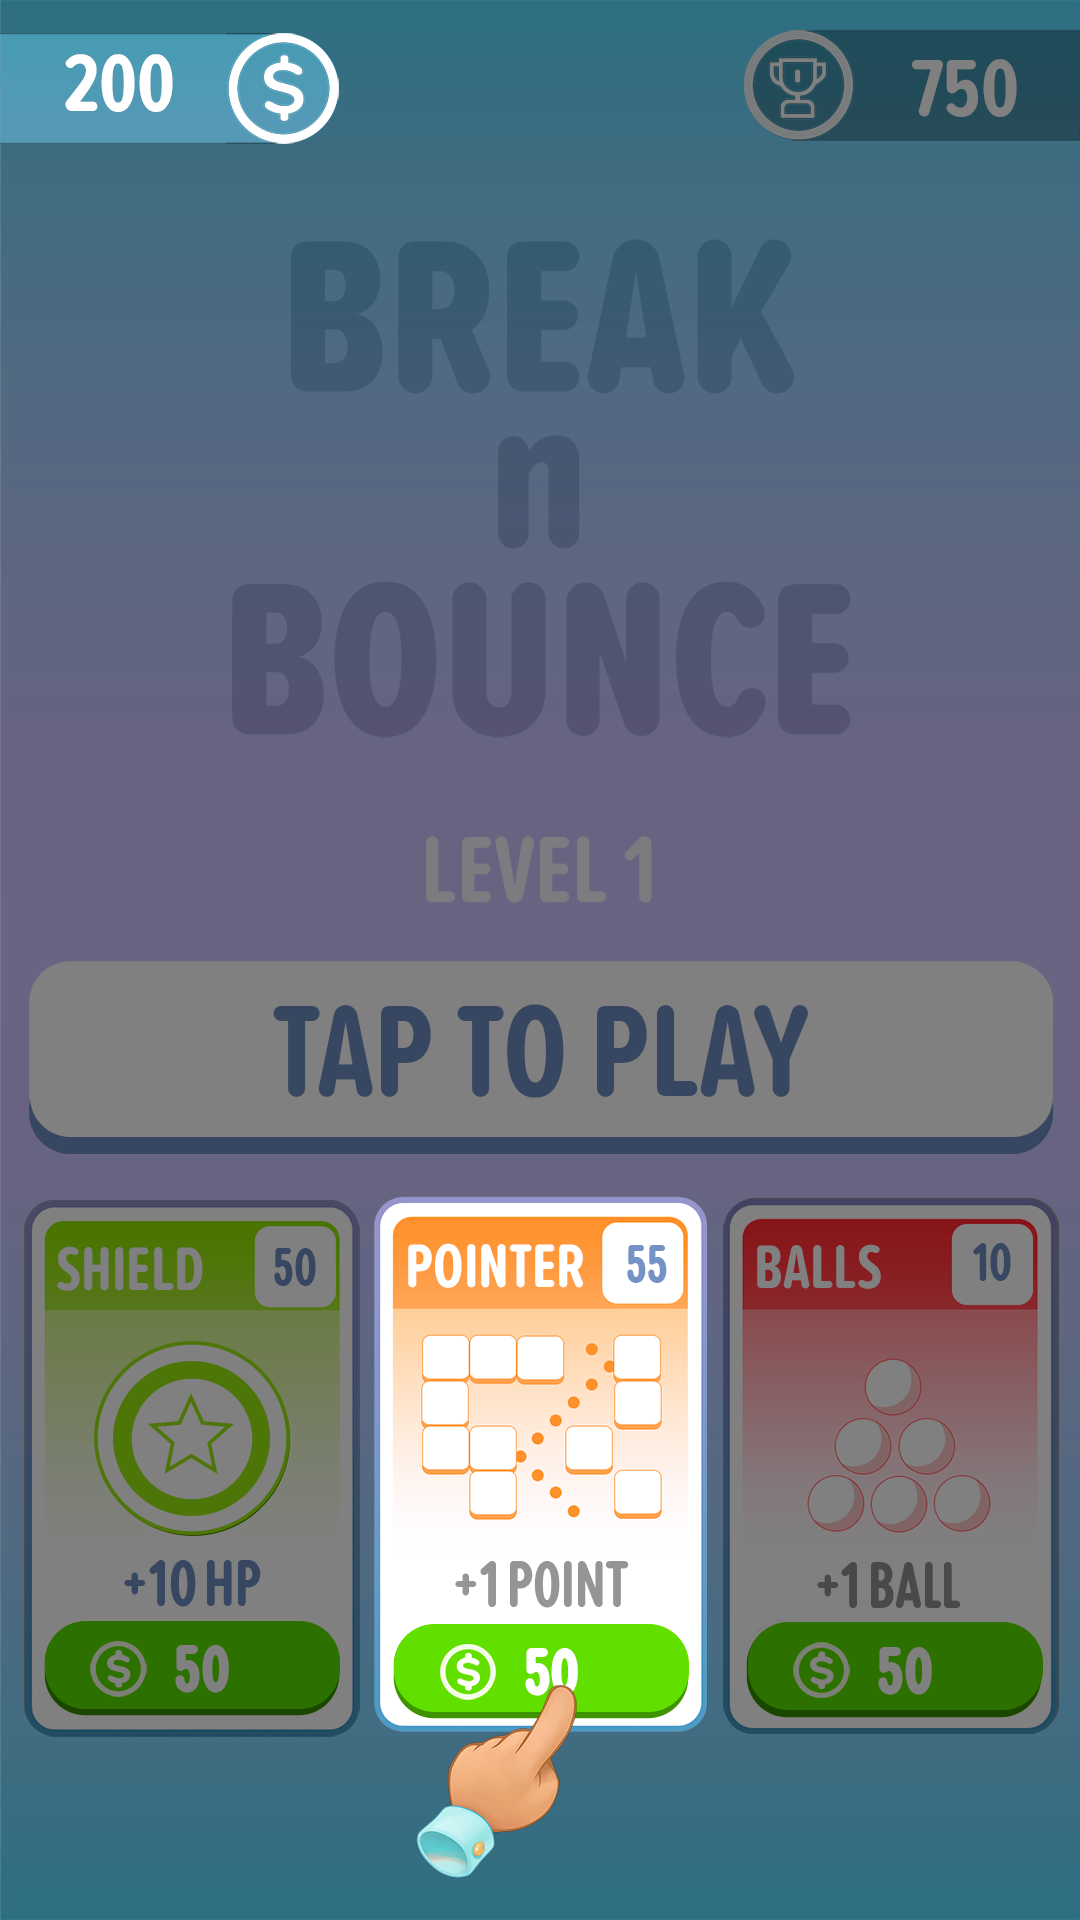 200 $ 750
BREAK
n
BOUNCE
LEVEL 1
TAP TO PLAY
SHIELD 50
POINTER 55
BALLS 10
+10 HP
+1 POINT
+1 BALL
$ 50
$ 50
$ 50